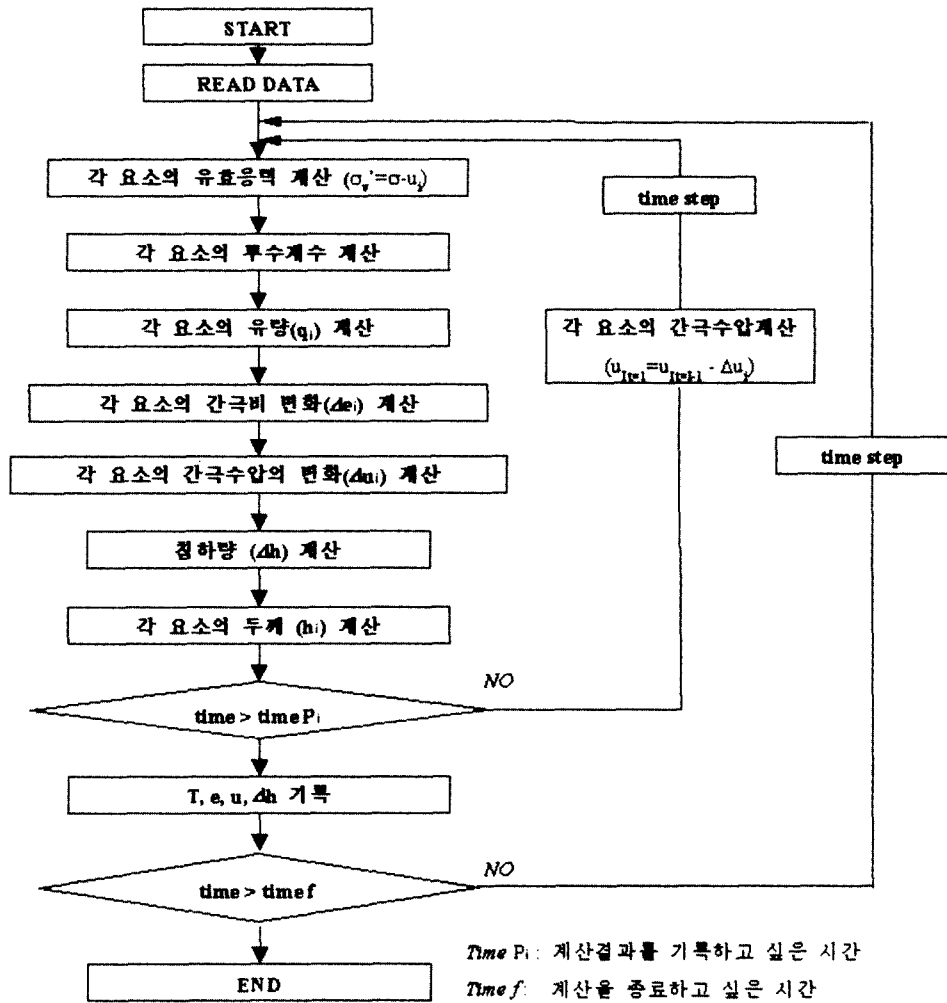 START
READ DATA
각 요소의 유효응력 계산 (σv'=σ-ui)
time step
각 요소의 투수계수 계산
각 요소의 유량(qi) 계산
각 요소의 간극수압계산
각 요소의 간극비 변화(Δei) 계산
time step
각 요소의 간극수압의 변화(Δui) 계산
침하량 (Δh) 계산
각 요소의 두께 (hi) 계산
NO
time > time Pi
T, e, u, Δh 기록
NO
time > time f
Time Pi : 계산결과를 기록하고 싶은 시간
END
Time f: 계산을 종료하고 싶은 시간